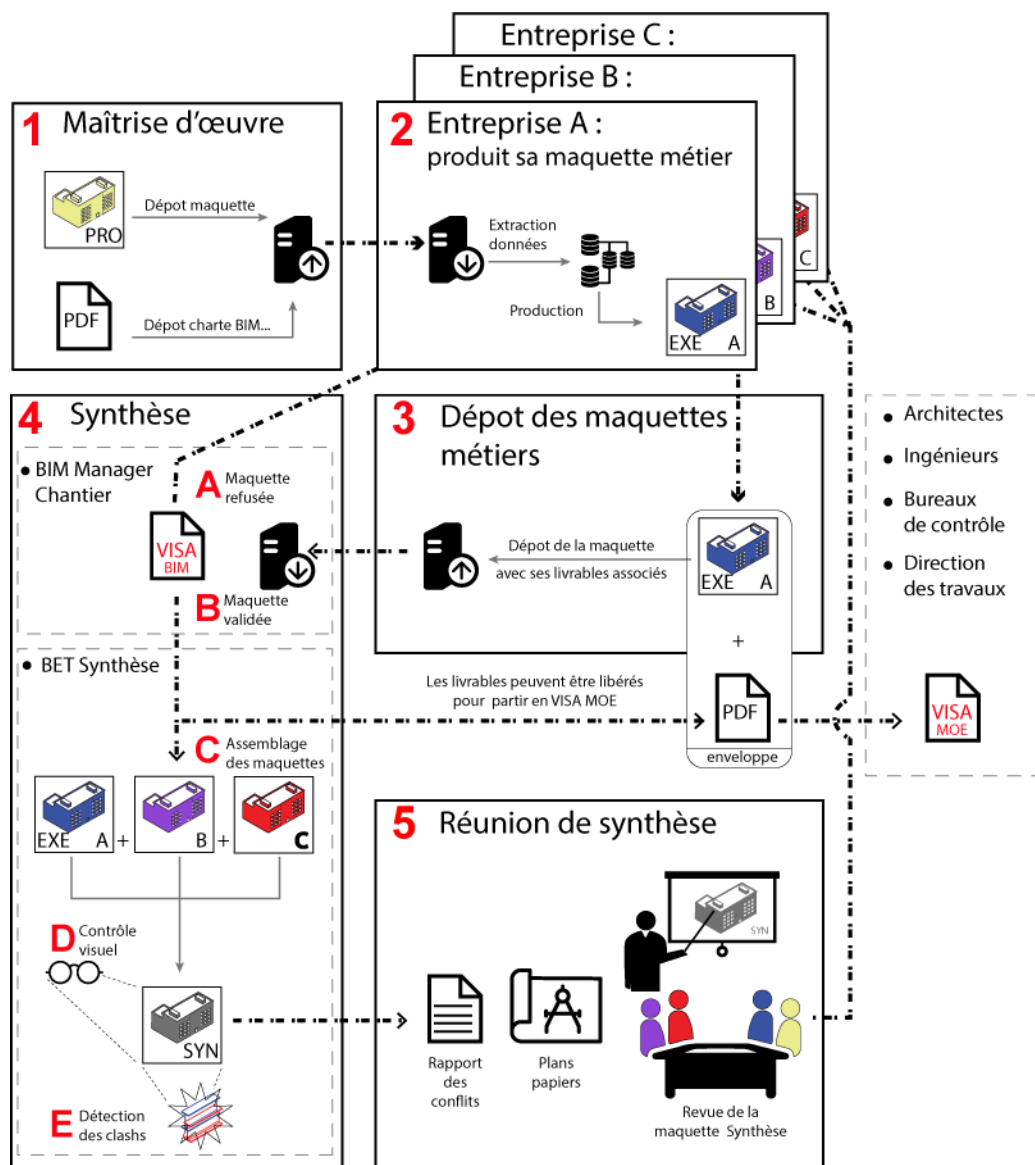 Entreprise C :
Entreprise B :
1 Maîtrise d'œuvre
Dépot maquette
PRO
PDF
Dépot charte BIM...
2 Entreprise A :
produit sa maquette métier
Extraction
données
Production
EXE A
B
C
4 Synthèse
BIM Manager
Chantier
A Maquette
refusée
VISA
BIM
B Maquette
validée
3 Dépot des maquettes
métiers
Dépot de la maquette
avec ses livrables associés
EXE A
+
PDF
enveloppe
Architectes
Ingénieurs
Bureaux
de contrôle
Direction
des travaux
VISA
MOE
BET Synthèse
Les livrables peuvent être libérés
pour partir en VISA MOE
C Assemblage
des maquettes
EXE A + B + C
D Contrôle
visuel
SYN
E Détection
des clashs
5 Réunion de synthèse
SYN
Rapport
des
conflits
Plans
papiers
Revue de la
maquette Synthèse